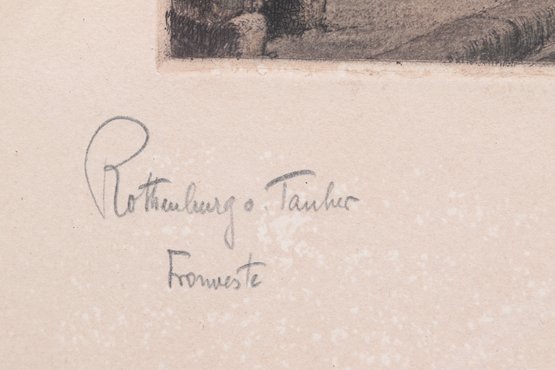 Rothenburg o. Tauber
Fronveste